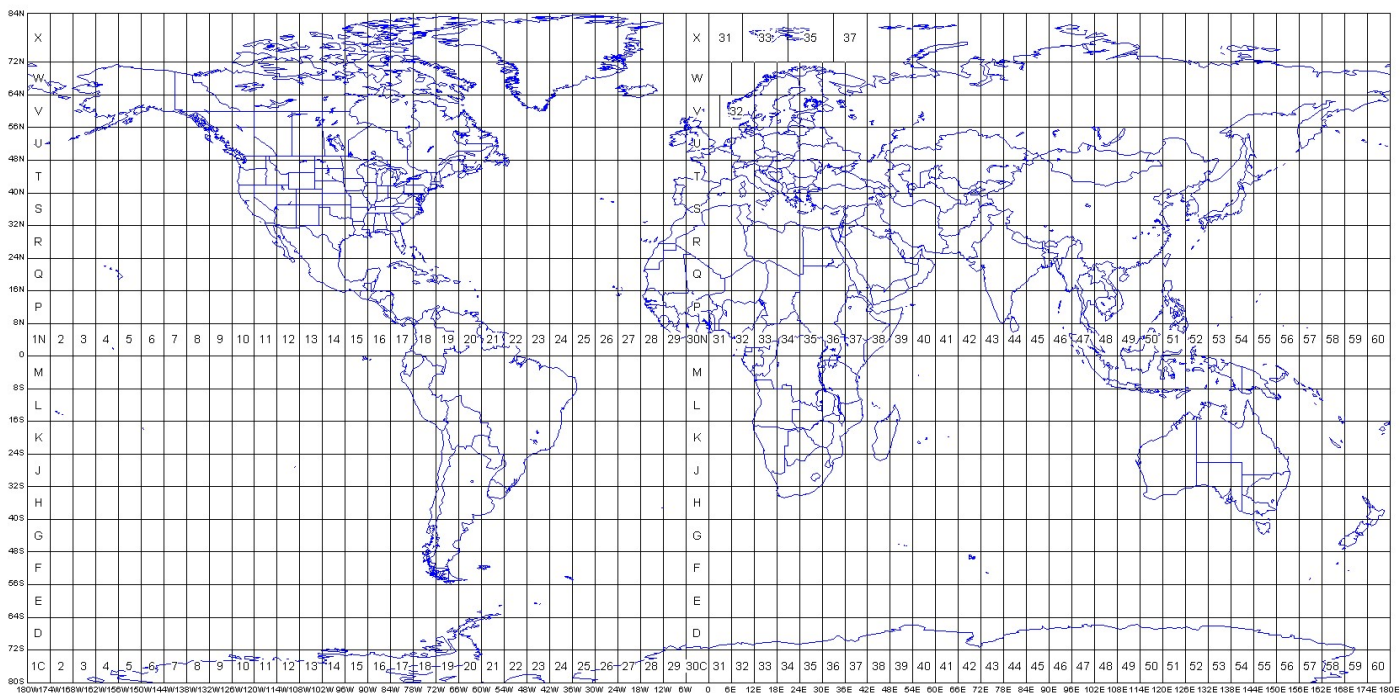 84N
X X 31 33 35 37
72N
W W
64N
V V 32
56N
U U
48N
T T
40N
S S
32N
R R
24N
Q Q
16N
P P
8N
1N 2 3 4 5 6 7 8 9 10 11 12 13 14 15 16 17 18 19 20 21 22 23 24 25 26 27 28 29 30N 31 32 33 34 35 36 37 38 39 40 41 42 43 44 45 46 47 48 49 50 51 52 53 54 55 56 57 58 59 60
0
M M
8S
L L
16S
K K
24S
J J
32S
H H
40S
G G
48S
F F
56S
E E
64S
D D
72S
1C 2 3 4 5 6 7 8 9 10 11 12 13 14 15 16 17 18 19 20 21 22 23 24 25 26 27 28 29 30C 31 32 33 34 35 36 37 38 39 40 41 42 43 44 45 46 47 48 49 50 51 52 53 54 55 56 57 58 59 60
80S
180W 174W 168W 162W 156W 150W 144W 138W 132W 126W 120W 114W 108W 102W 96W 90W 84W 78W 72W 66W 60W 54W 48W 42W 36W 30W 24W 18W 12W 6W 0 6E 12E 18E 24E 30E 36E 42E 48E 54E 60E 66E 72E 78E 84E 90E 96E 102E 108E 114E 120E 126E 132E 138E 144E 150E 156E 162E 168E 174E 180